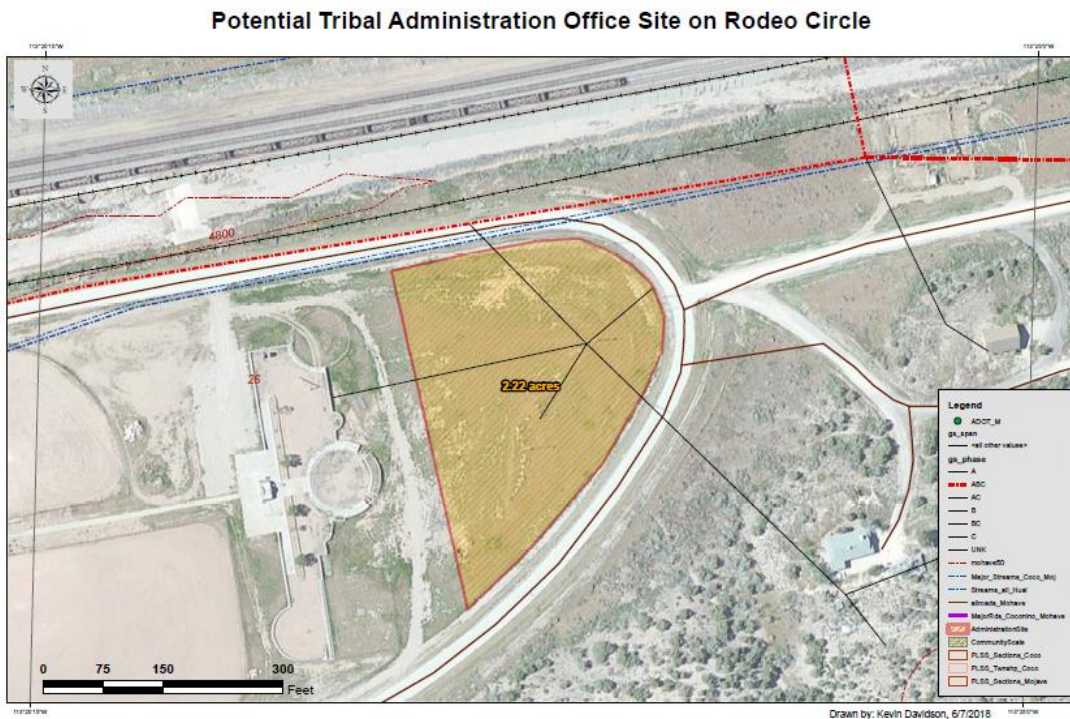 Potential Tribal Administration Office Site on Rodeo Circle
N
W E
S
4800
26
2.22 acres
Legend
ADOT_M
gs_span
<all other values>
gs_phase
A
ABC
AC
B
BC
C
UNK
mohave50
Major_Streams_Coco_Moj
Streams_all_Hual
allroads_Mohave
MajorRds_Coconino_Mohave
AdministrationSite
CommunityScale
PLSS_Sections_Coco
PLSS_Twnshp_Coco
PLSS_Sections_Mojave
0 75 150 300
Feet
Drawn by: Kevin Davidson, 6/7/2018